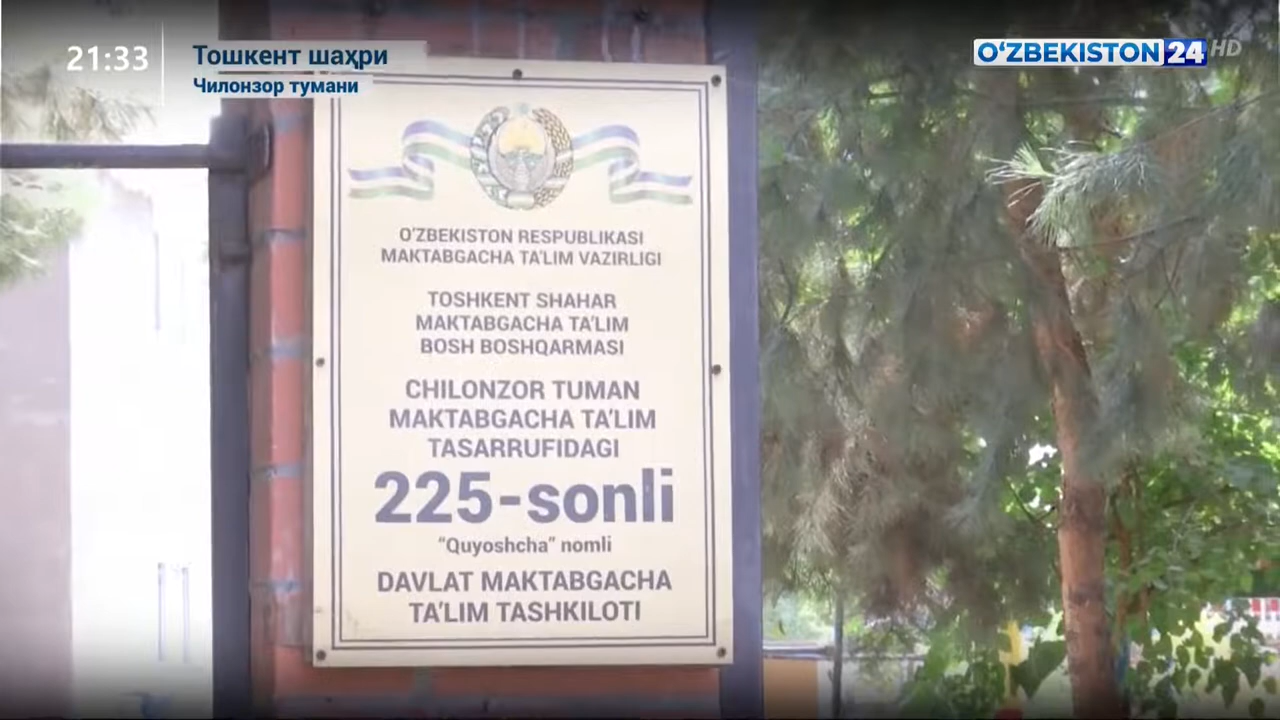 21:33
Тошкент шаҳри
Чилонзор тумани
O‘ZBEKISTON 24 HD
O‘ZBEKISTON RESPUBLIKASI
MAKTABGACHA TA’LIM VAZIRLIGI
TOSHKENT SHAHAR
MAKTABGACHA TA’LIM
BOSH BOSHQARMASI
CHILONZOR TUMAN
MAKTABGACHA TA’LIM
TASARRUFIDAGI
225-sonli
“Quyoshcha” nomli
DAVLAT MAKTABGACHA
TA’LIM TASHKILOTI